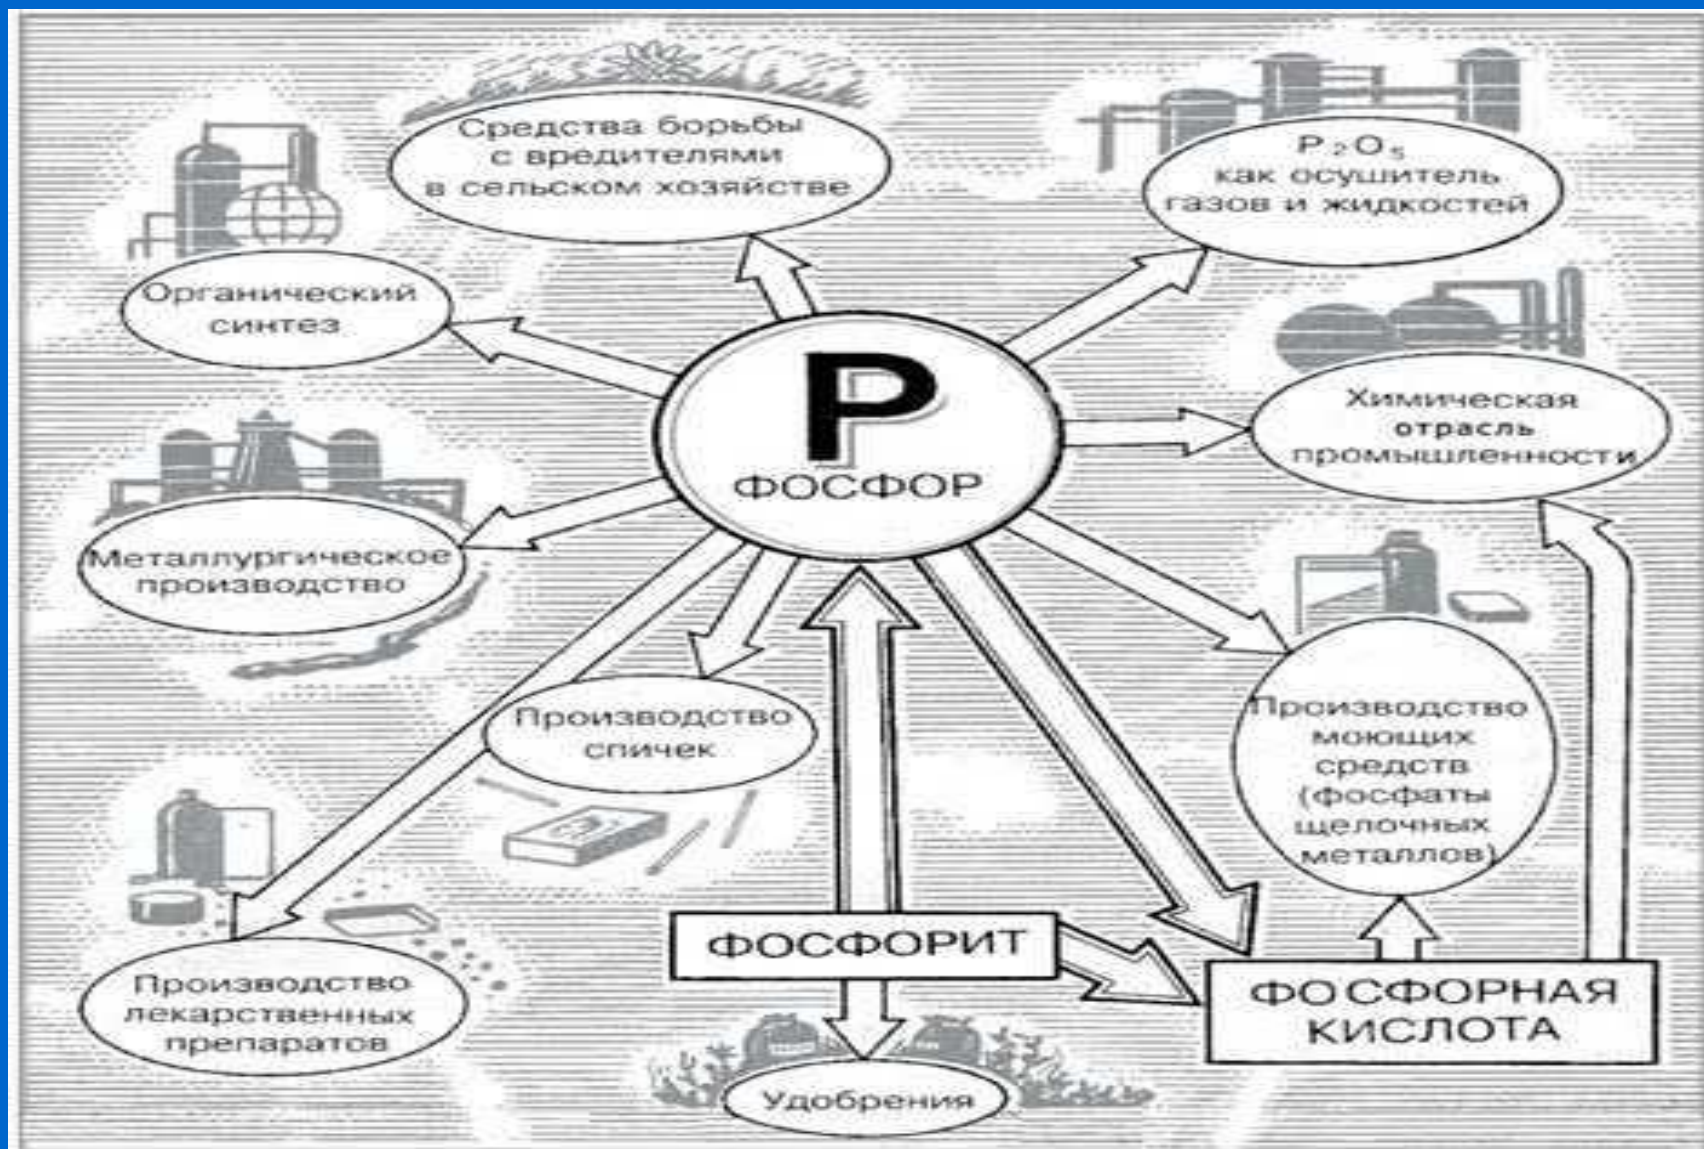 Средства борьбы
с вредителями
в сельском хозяйстве
P₂O₅
как осушитель
газов и жидкостей
Органический
синтез
Химическая
отрасль
промышленности
P
ФОСФОР
Металлургическое
производство
Производство
спичек
Производство
моющих
средств
(фосфаты
щелочных
металлов)
ФОСФОРИТ
Производство
лекарственных
препаратов
ФОСФОРНАЯ
КИСЛОТА
Удобрения